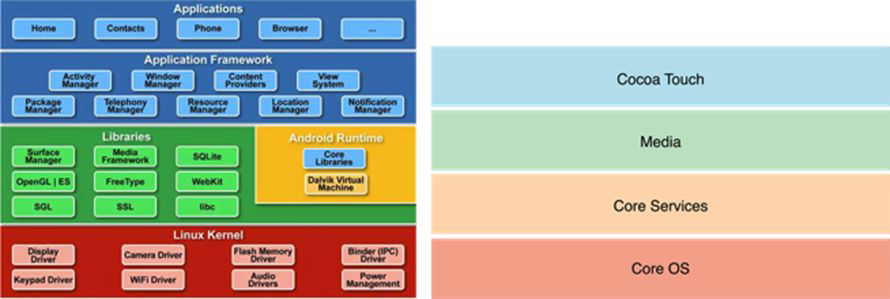 Applications
Home
Contacts
Phone
Browser
...
Application Framework
Activity
Manager
Window
Manager
Content
Providers
View
System
Package
Manager
Telephony
Manager
Resource
Manager
Location
Manager
Notification
Manager
Libraries
Surface
Manager
Media
Framework
SQLite
OpenGL | ES
FreeType
WebKit
SGL
SSL
libc
Android Runtime
Core
Libraries
Dalvik Virtual
Machine
Linux Kernel
Display
Driver
Camera Driver
Flash Memory
Driver
Binder (IPC)
Driver
Keypad Driver
WiFi Driver
Audio
Drivers
Power
Management
Cocoa Touch
Media
Core Services
Core OS